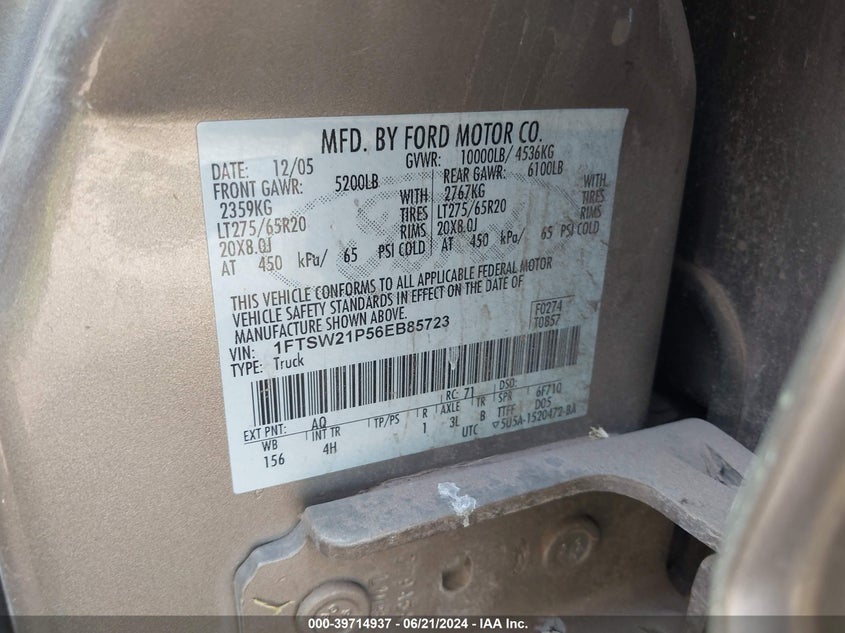 MFD. BY FORD MOTOR CO.
DATE: 12/05 GVWR: 10000LB/ 4536KG
FRONT GAWR: 5200LB REAR GAWR: 6100LB
2359KG WITH 2767KG WITH
LT275/65R20 TIRES LT275/65R20 TIRES
20X8.0J RIMS 20X8.0J RIMS
AT 450 kPa/ 65 PSI COLD AT 450 kPa/ 65 PSI COLD
THIS VEHICLE CONFORMS TO ALL APPLICABLE FEDERAL MOTOR
VEHICLE SAFETY STANDARDS IN EFFECT ON THE DATE OF
MANUFACTURE SHOWN ABOVE.
VIN: 1FTSW21P56EB85723 F0274
TYPE: Truck T0857
EXT PNT: AQ RC: 71 DSO:
WB INT TR TP/PS R AXLE TR SPR 6F710
156 4H 1 3L B TTFF D05
UTC ▽5U5A-1520472-BA
000-39714937 - 06/21/2024 - IAA Inc.